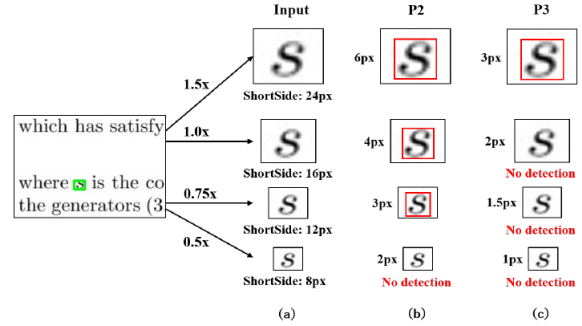 Input P2 P3
1.5x
6px
3px
s s s
ShortSide: 24px
which has satisfy
1.0x
4px
2px
s s s
ShortSide: 16px
No detection
where s is the co
the generators (3
0.75x
3px
1.5px
s s s
ShortSide: 12px
No detection
0.5x
2px
1px
s s s
ShortSide: 8px
No detection
No detection
(a) (b) (c)